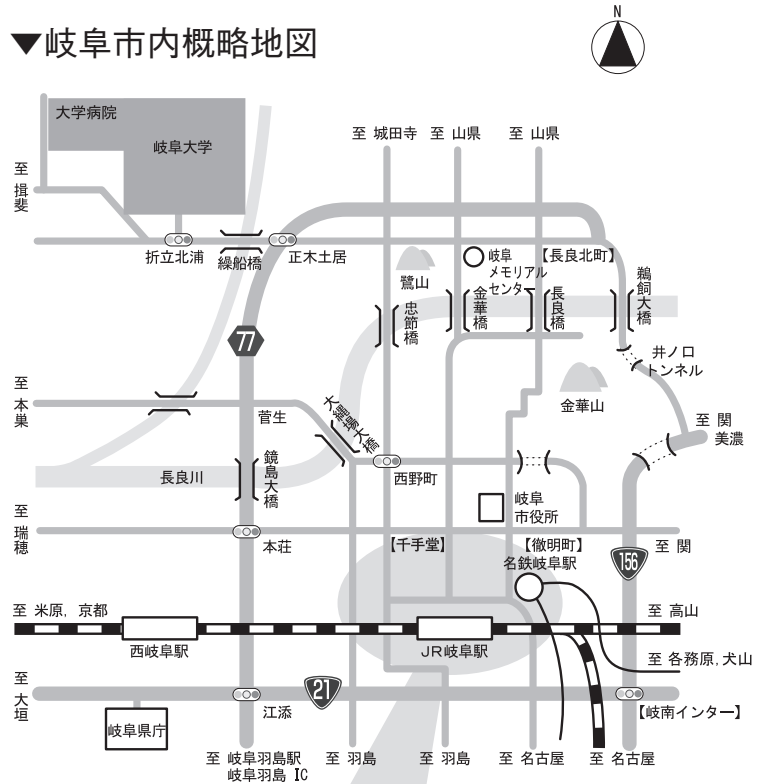 N
▼岐阜市内概略地図
大学病院
岐阜大学
至 城田寺
至 山県
至 山県
至 揖斐
折立北浦
繰船橋
正木土居
鷺山
岐阜
メモリアル
センター
【長良北町】
忠節橋
金華橋
長良橋
鵜飼大橋
77
井ノ口
トンネル
至 本巣
菅生
大縄場大橋
金華山
至 関
美濃
長良川
鏡島大橋
西野町
岐阜
市役所
至 瑞穂
本荘
【千手堂】
【徹明町】
至 関
名鉄岐阜駅
156
至 米原, 京都
至 高山
西岐阜駅
JR岐阜駅
至 各務原, 犬山
至 大垣
21
江添
【岐南インター】
岐阜県庁
至 岐阜羽島駅
岐阜羽島 IC
至 羽島
至 羽島
至 名古屋
至 名古屋